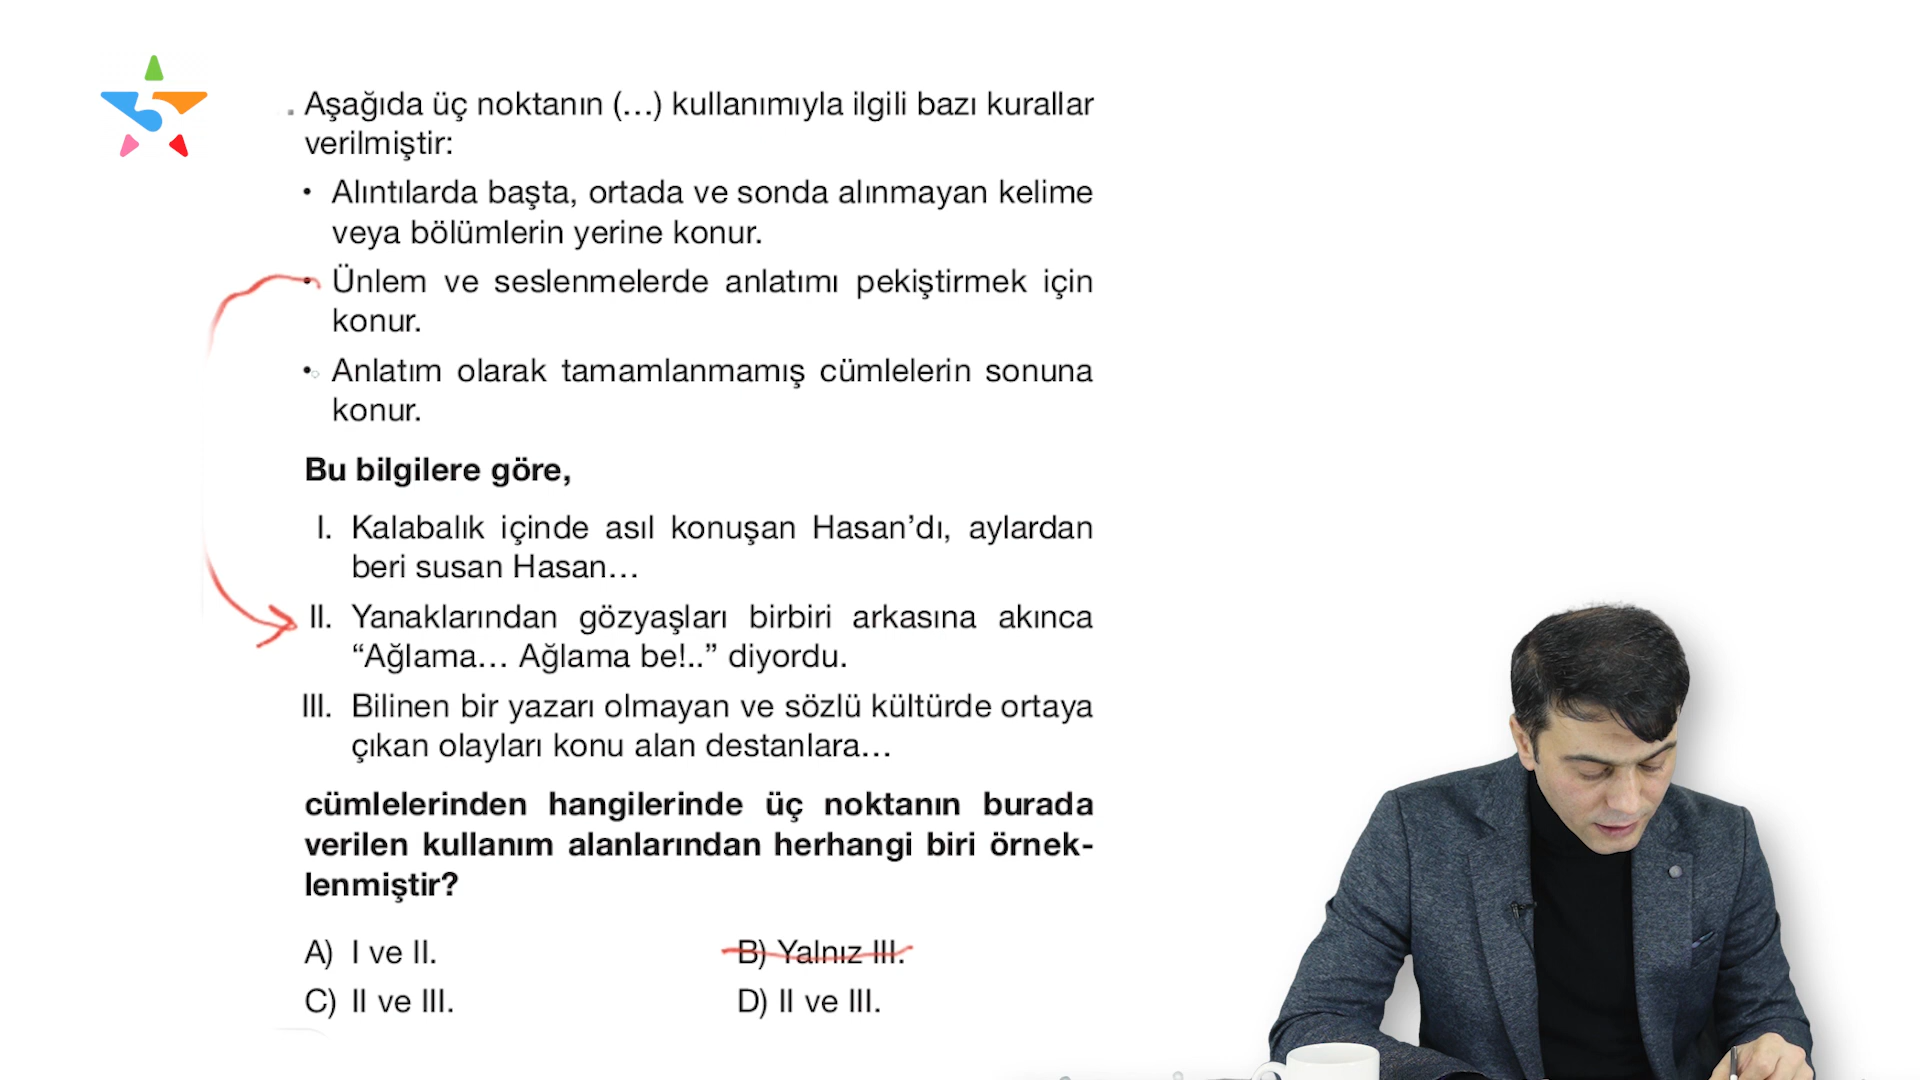 . Aşağıda üç noktanın (…) kullanımıyla ilgili bazı kurallar
verilmiştir:
• Alıntılarda başta, ortada ve sonda alınmayan kelime
veya bölümlerin yerine konur.
• Ünlem ve seslenmelerde anlatımı pekiştirmek için
konur.
• Anlatım olarak tamamlanmamış cümlelerin sonuna
konur.
Bu bilgilere göre,
I. Kalabalık içinde asıl konuşan Hasan’dı, aylardan
beri susan Hasan…
II. Yanaklarından gözyaşları birbiri arkasına akınca
“Ağlama… Ağlama be!..” diyordu.
III. Bilinen bir yazarı olmayan ve sözlü kültürde ortaya
çıkan olayları konu alan destanlara…
cümlelerinden hangilerinde üç noktanın burada
verilen kullanım alanlarından herhangi biri örnek-
lenmiştir?
A) I ve II.
B) Yalnız III.
C) II ve III.
D) II ve III.